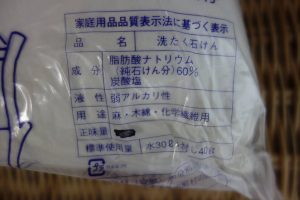 家庭用品品質表示法に基づく表示
品名 洗たく石けん
成分 脂肪酸ナトリウム
(純石けん分)60%
炭酸塩
液性 弱アルカリ性
用途 麻・木綿・化学繊維用
正味量
標準使用量 水30ℓに対し40g